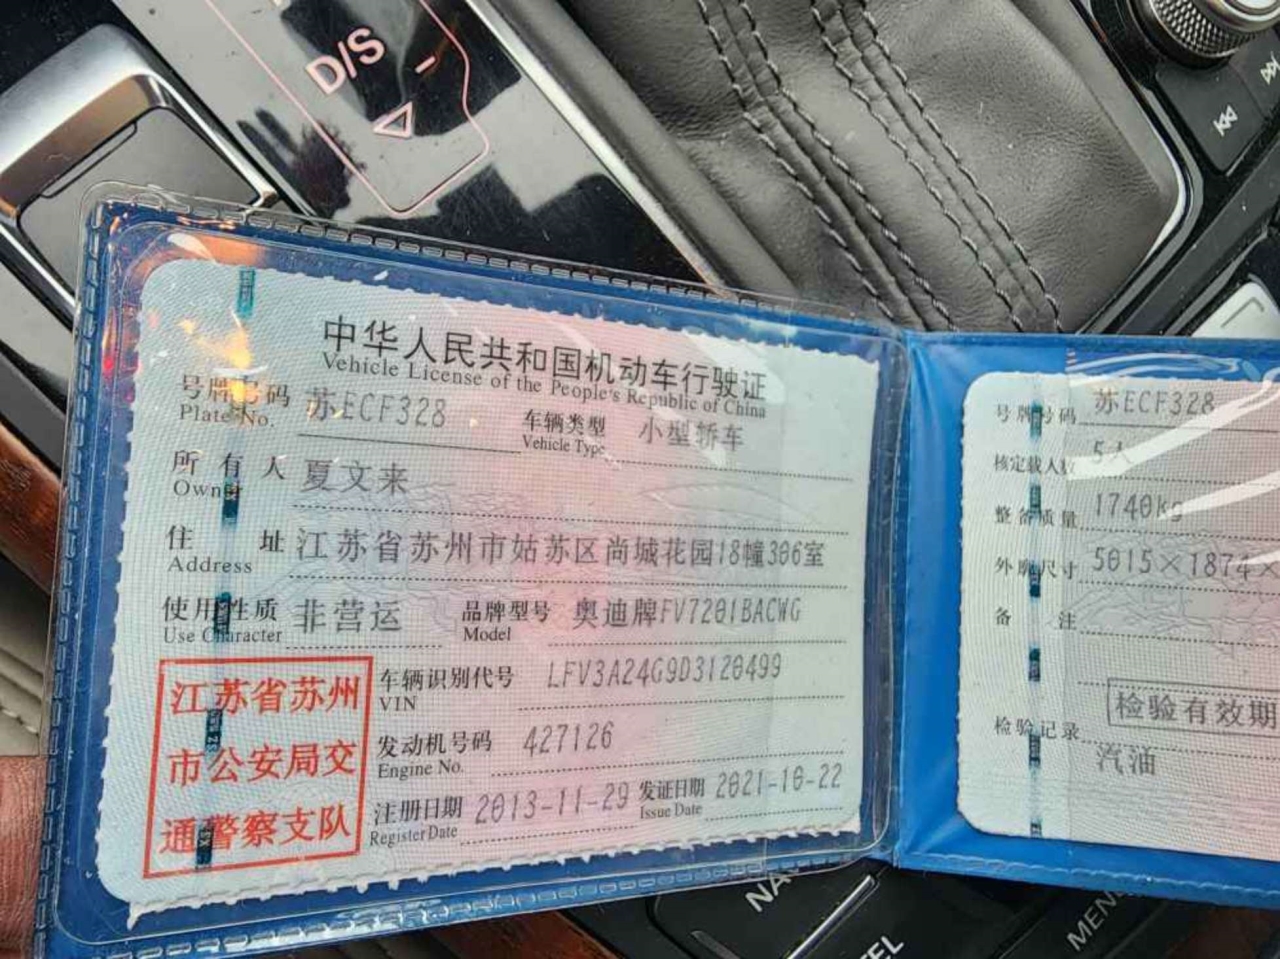 D/S
中华人民共和国机动车行驶证
Vehicle License of the People's Republic of China
号牌号码 苏ECF328 车辆类型 小型轿车
Plate No. Vehicle Type
所有人 夏文来
Owner
住址 江苏省苏州市姑苏区尚城花园18幢306室
Address
使用性质 非营运 品牌型号 奥迪牌FV7201BACWG
Use Character Model
江苏省苏州
市公安局交
通警察支队
车辆识别代号 LFV3A24G9D3120499
VIN
发动机号码 427126
Engine No.
注册日期 2013-11-29 发证日期 2021-10-22
Register Date Issue Date
号牌号码 苏ECF328
核定载人数 5人
整备质量 1740kg
外廓尺寸 5015×1874×
备注
检验有效期
检验记录
汽油